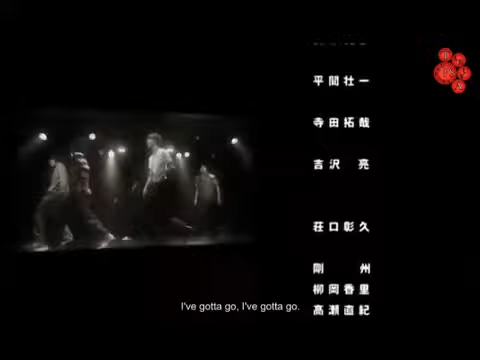 平間壮一
寺田拓哉
吉沢 亮
荘口彰久
剛 州
柳岡香里
高瀬直紀
I've gotta go, I've gotta go.